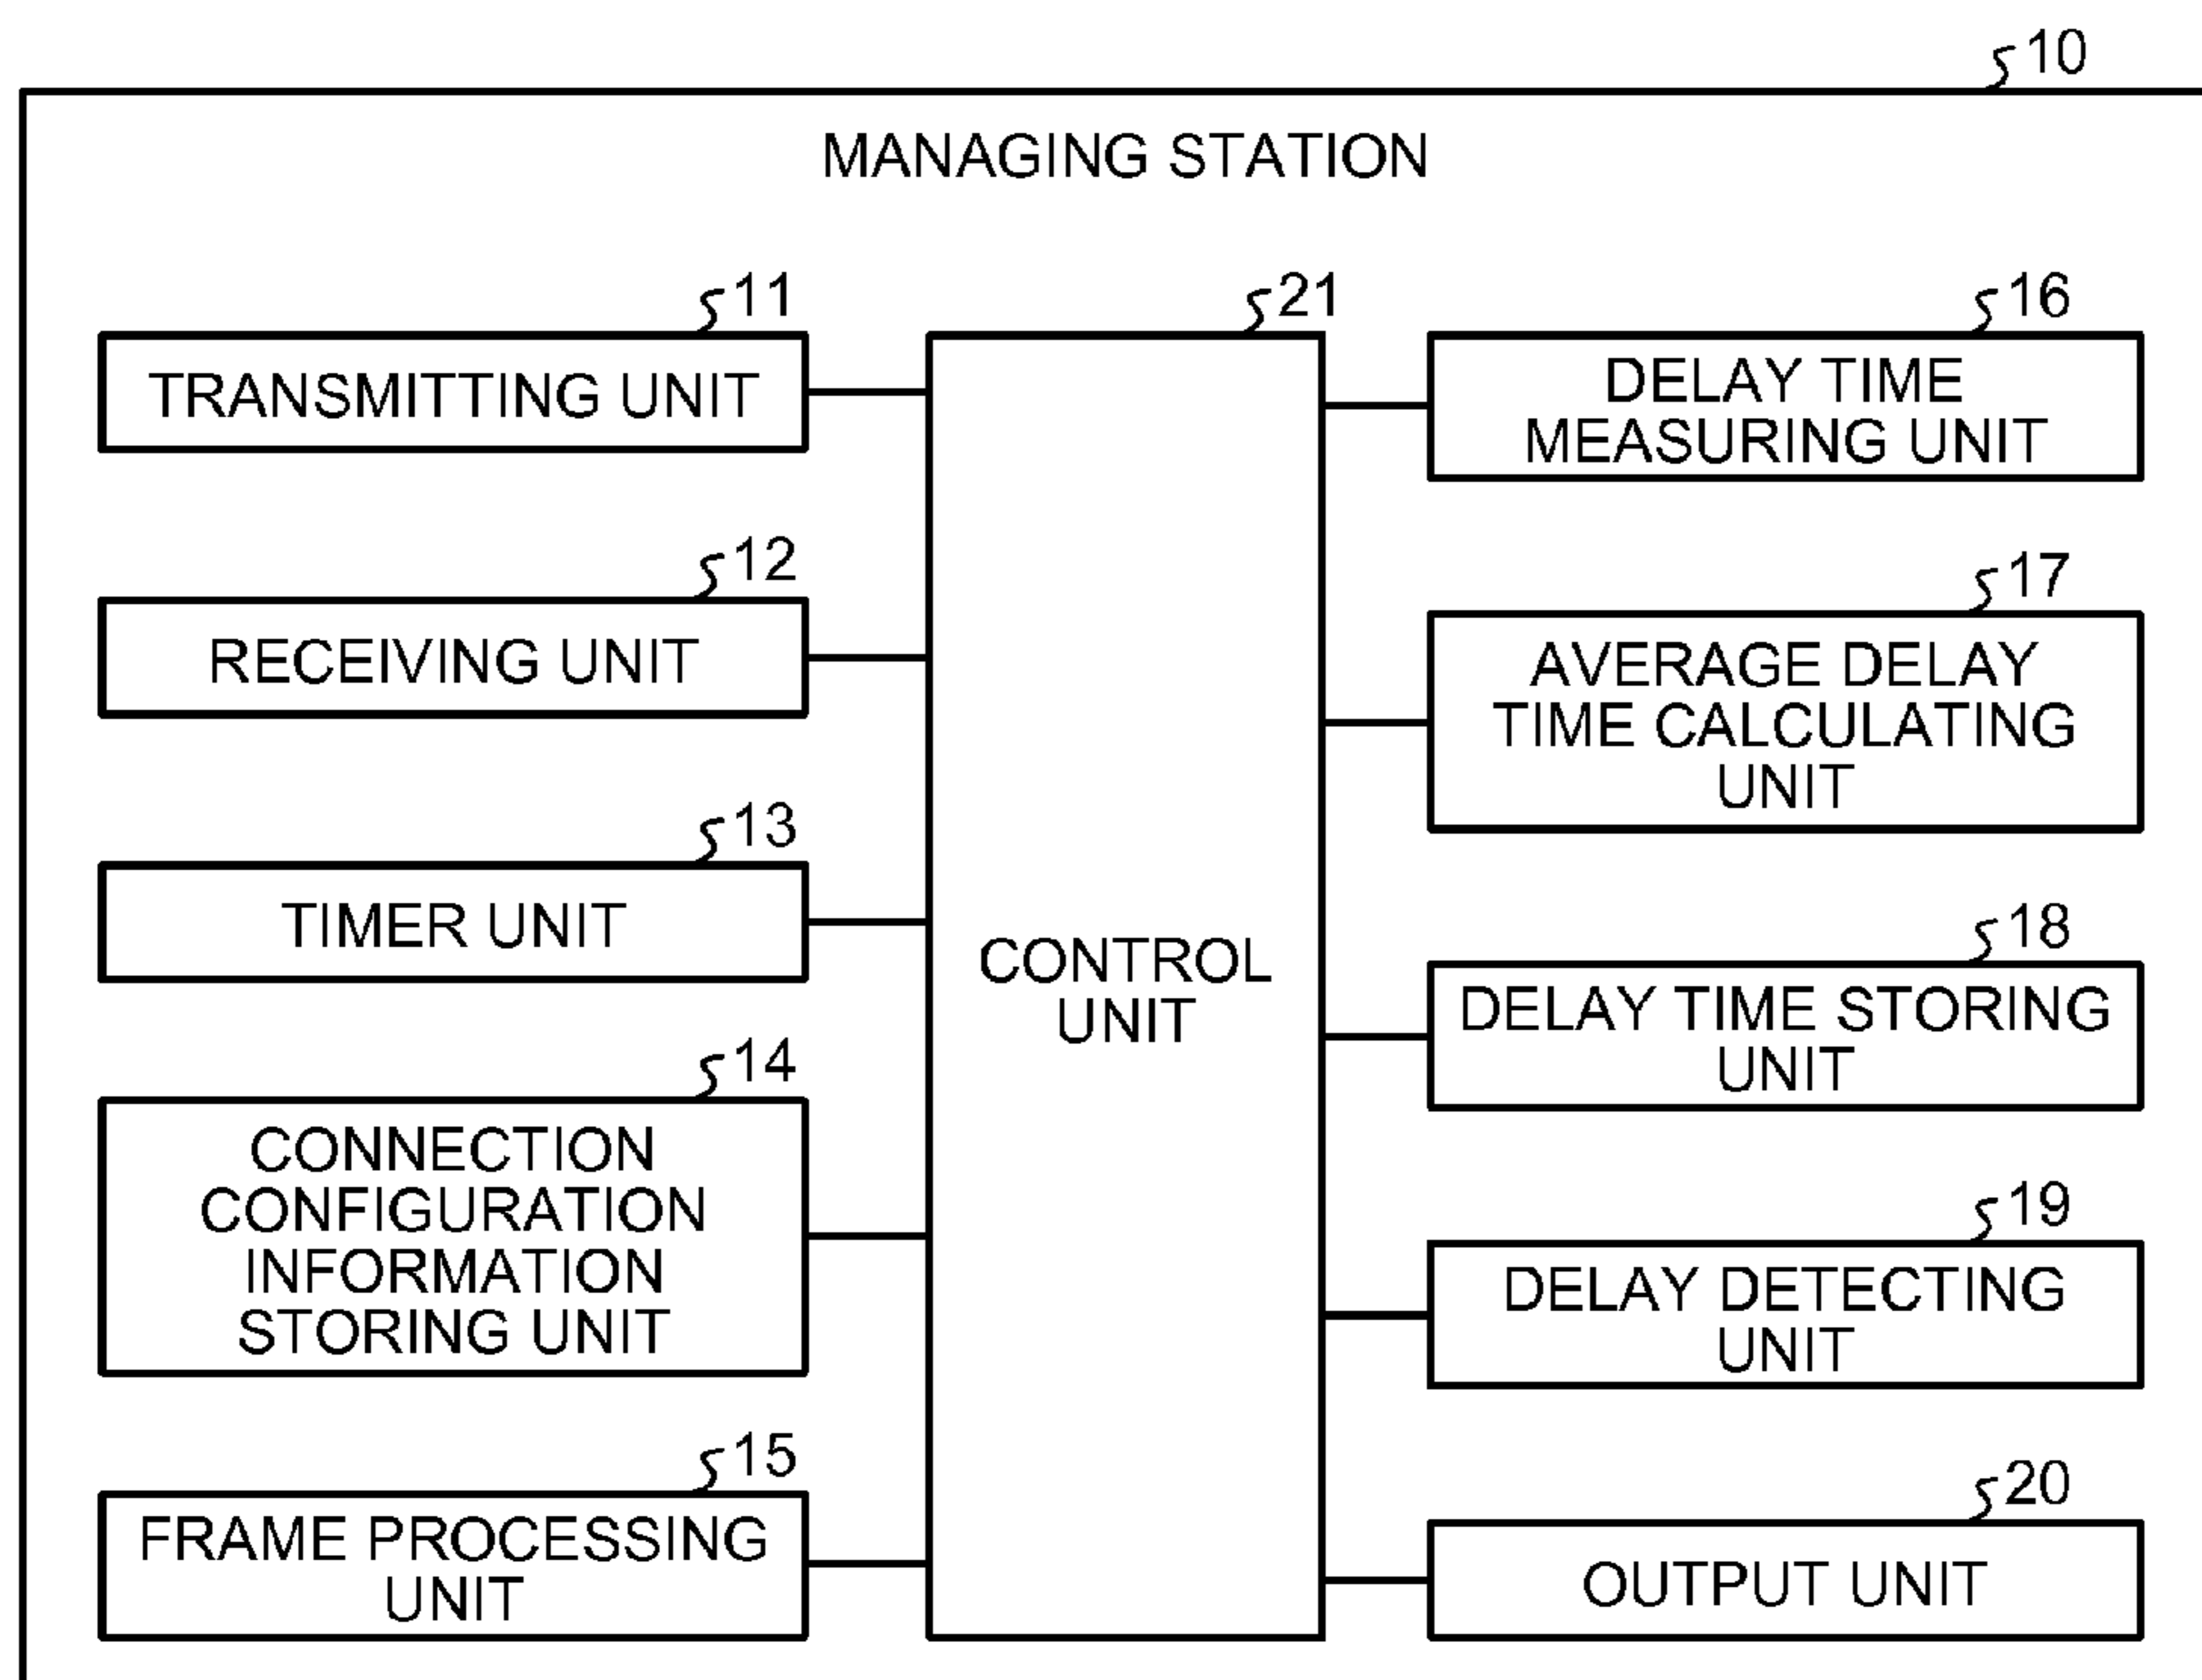 10
MANAGING STATION
11
TRANSMITTING UNIT
12
RECEIVING UNIT
13
TIMER UNIT
14
CONNECTION
CONFIGURATION
INFORMATION
STORING UNIT
15
FRAME PROCESSING
UNIT
21
CONTROL
UNIT
16
DELAY TIME
MEASURING UNIT
17
AVERAGE DELAY
TIME CALCULATING
UNIT
18
DELAY TIME STORING
UNIT
19
DELAY DETECTING
UNIT
20
OUTPUT UNIT